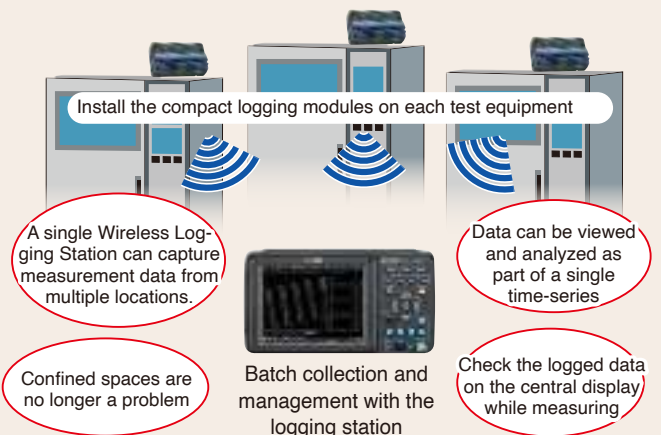 Install the compact logging modules on each test equipment
A single Wireless Log-
ging Station can capture
measurement data from
multiple locations.
Data can be viewed
and analyzed as
part of a single
time-series
Confined spaces are
no longer a problem
Batch collection and
management with the
logging station
Check the logged data
on the central display
while measuring